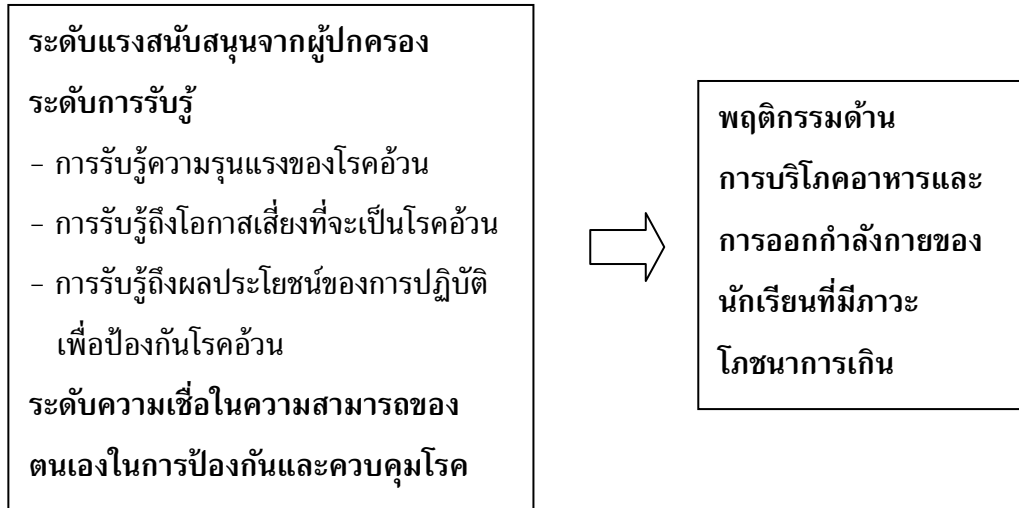 ระดับแรงสนับสนุนจากผู้ปกครอง
ระดับการรับรู้
- การรับรู้ความรุนแรงของโรคอ้วน
- การรับรู้ถึงโอกาสเสี่ยงที่จะเป็นโรคอ้วน
- การรับรู้ถึงผลประโยชน์ของการปฏิบัติ
เพื่อป้องกันโรคอ้วน
ระดับความเชื่อในความสามารถของ
ตนเองในการป้องกันและควบคุมโรค
พฤติกรรมด้าน
การบริโภคอาหารและ
การออกกำลังกายของ
นักเรียนที่มีภาวะ
โภชนาการเกิน